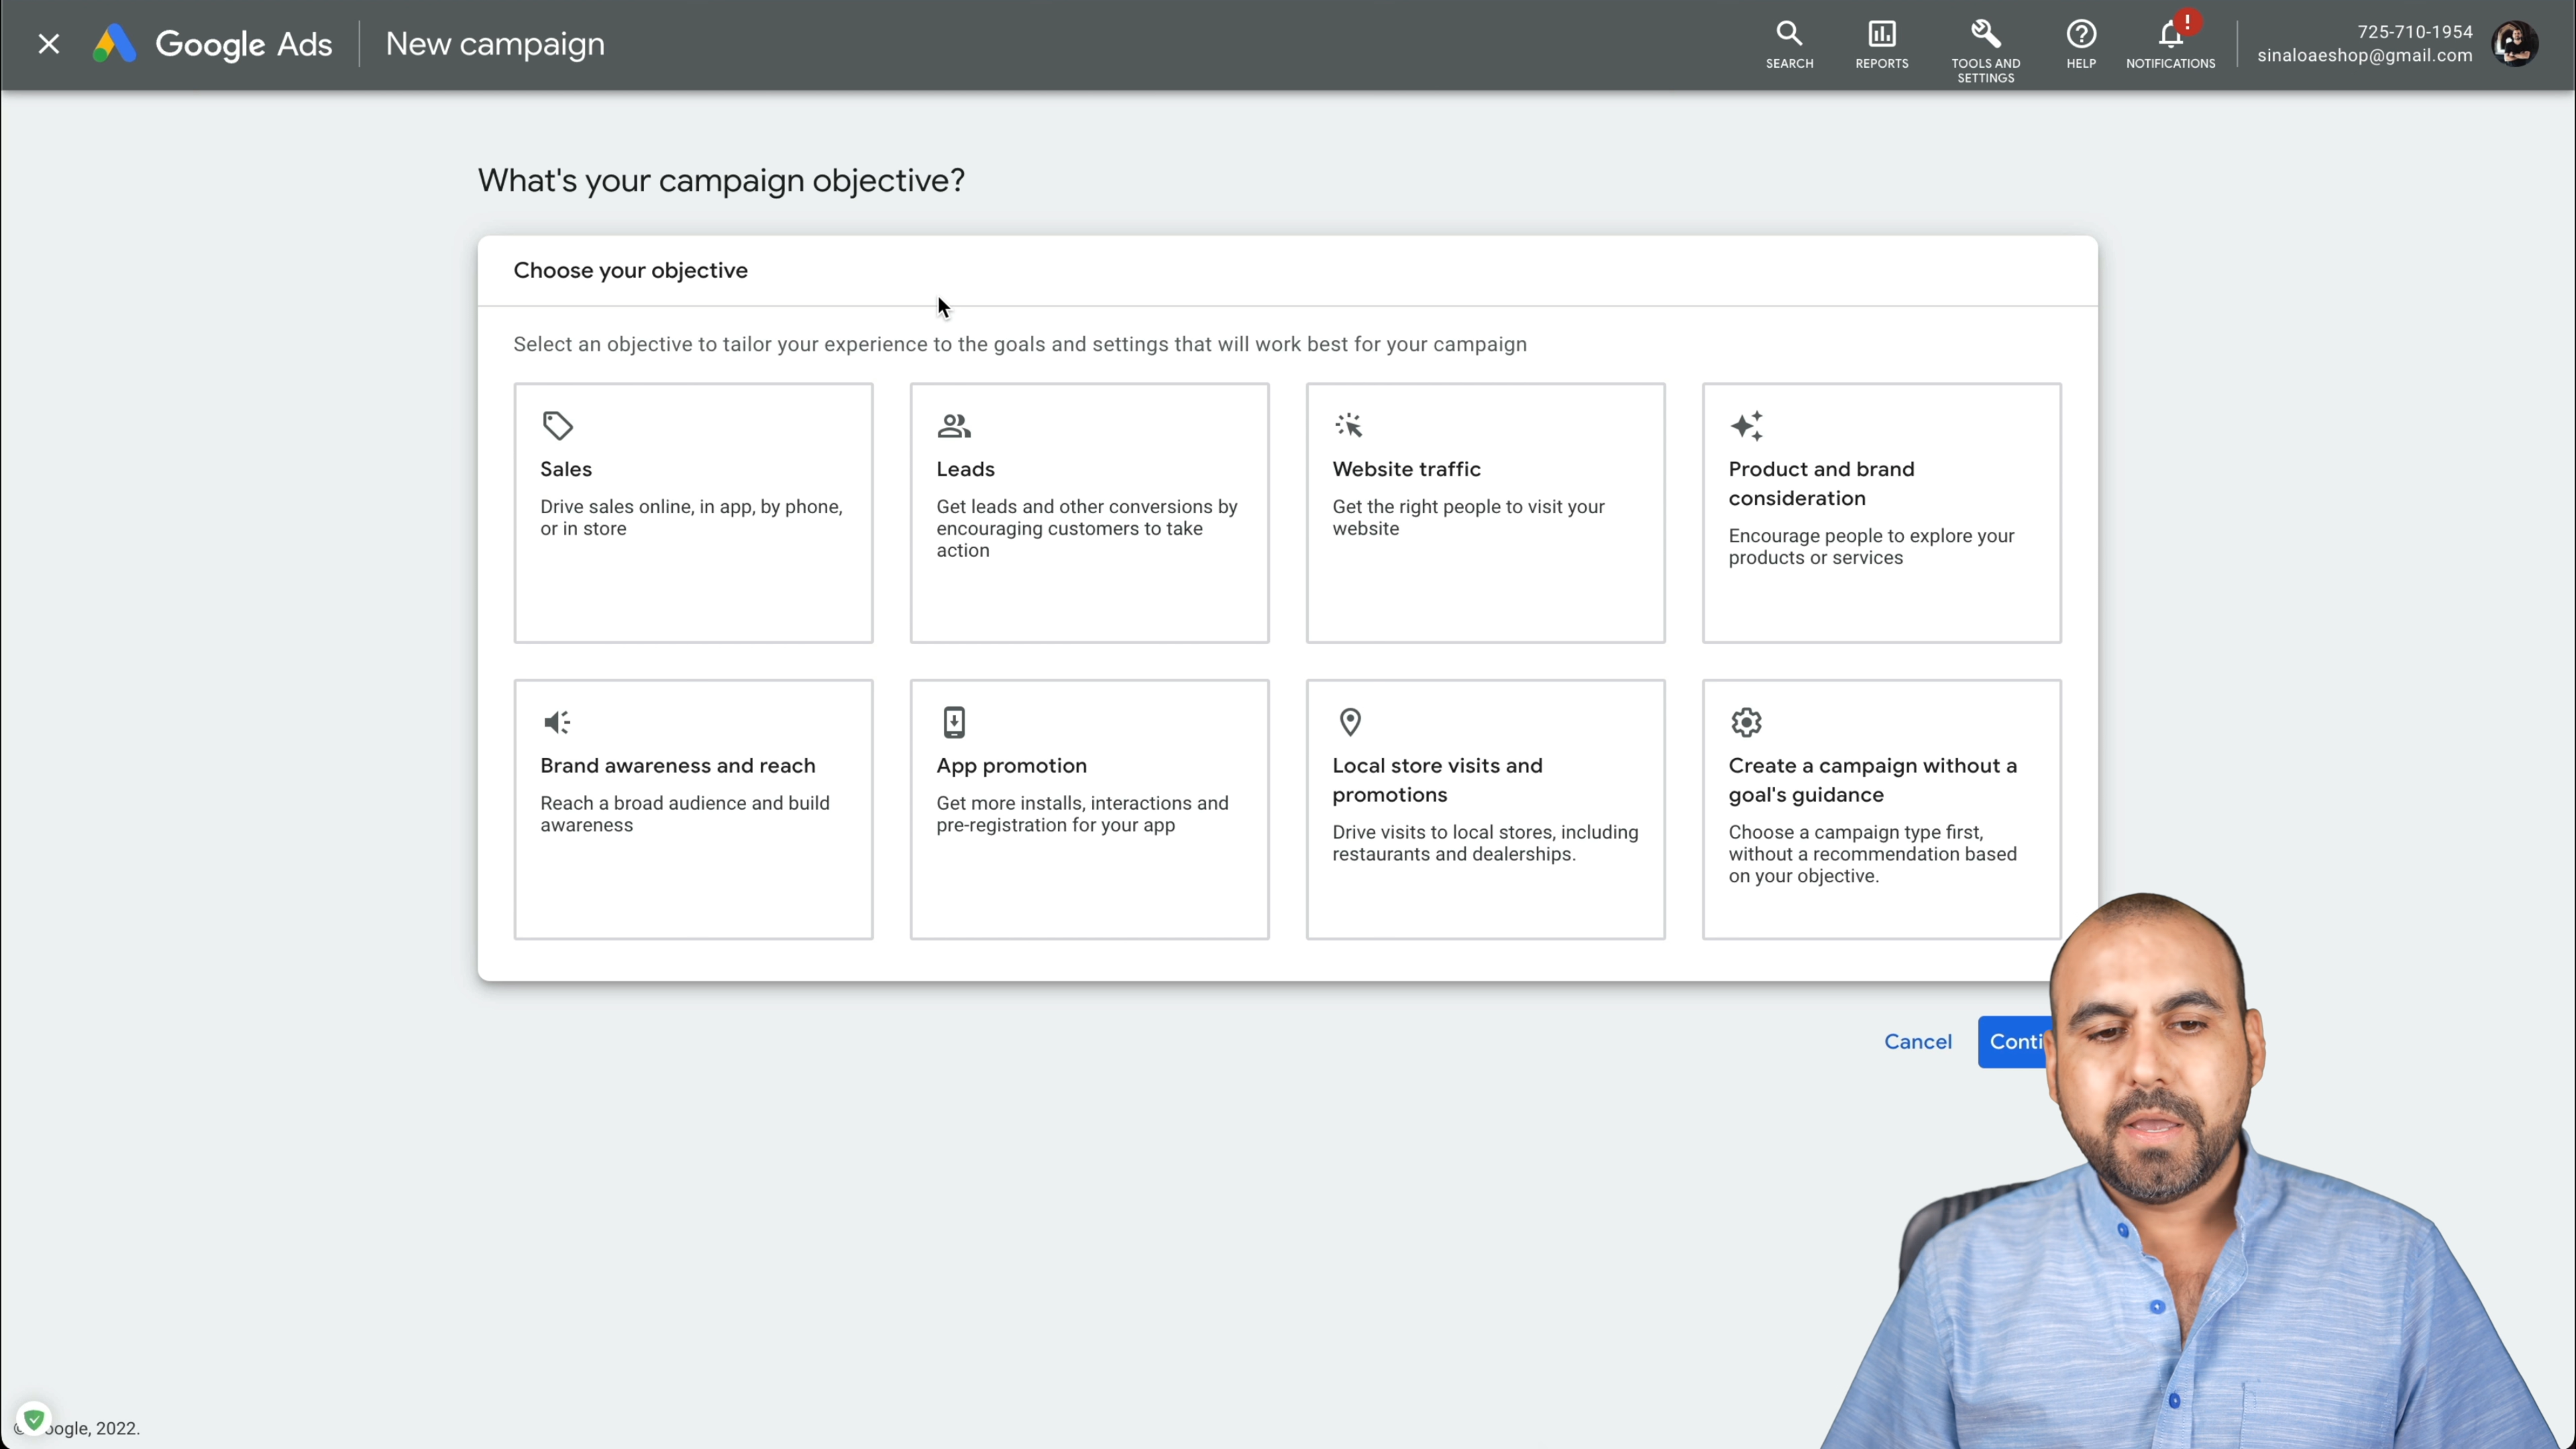 Google Ads
New campaign
SEARCH
REPORTS
TOOLS AND
SETTINGS
HELP
NOTIFICATIONS
!
725-710-1954
sinaloaeshop@gmail.com
What's your campaign objective?
Choose your objective
Select an objective to tailor your experience to the goals and settings that will work best for your campaign
Sales
Drive sales online, in app, by phone,
or in store
Leads
Get leads and other conversions by
encouraging customers to take
action
Website traffic
Get the right people to visit your
website
Product and brand
consideration
Encourage people to explore your
products or services
Brand awareness and reach
Reach a broad audience and build
awareness
App promotion
Get more installs, interactions and
pre-registration for your app
Local store visits and
promotions
Drive visits to local stores, including
restaurants and dealerships.
Create a campaign without a
goal's guidance
Choose a campaign type first,
without a recommendation based
on your objective.
Cancel
Conti
oogle, 2022.